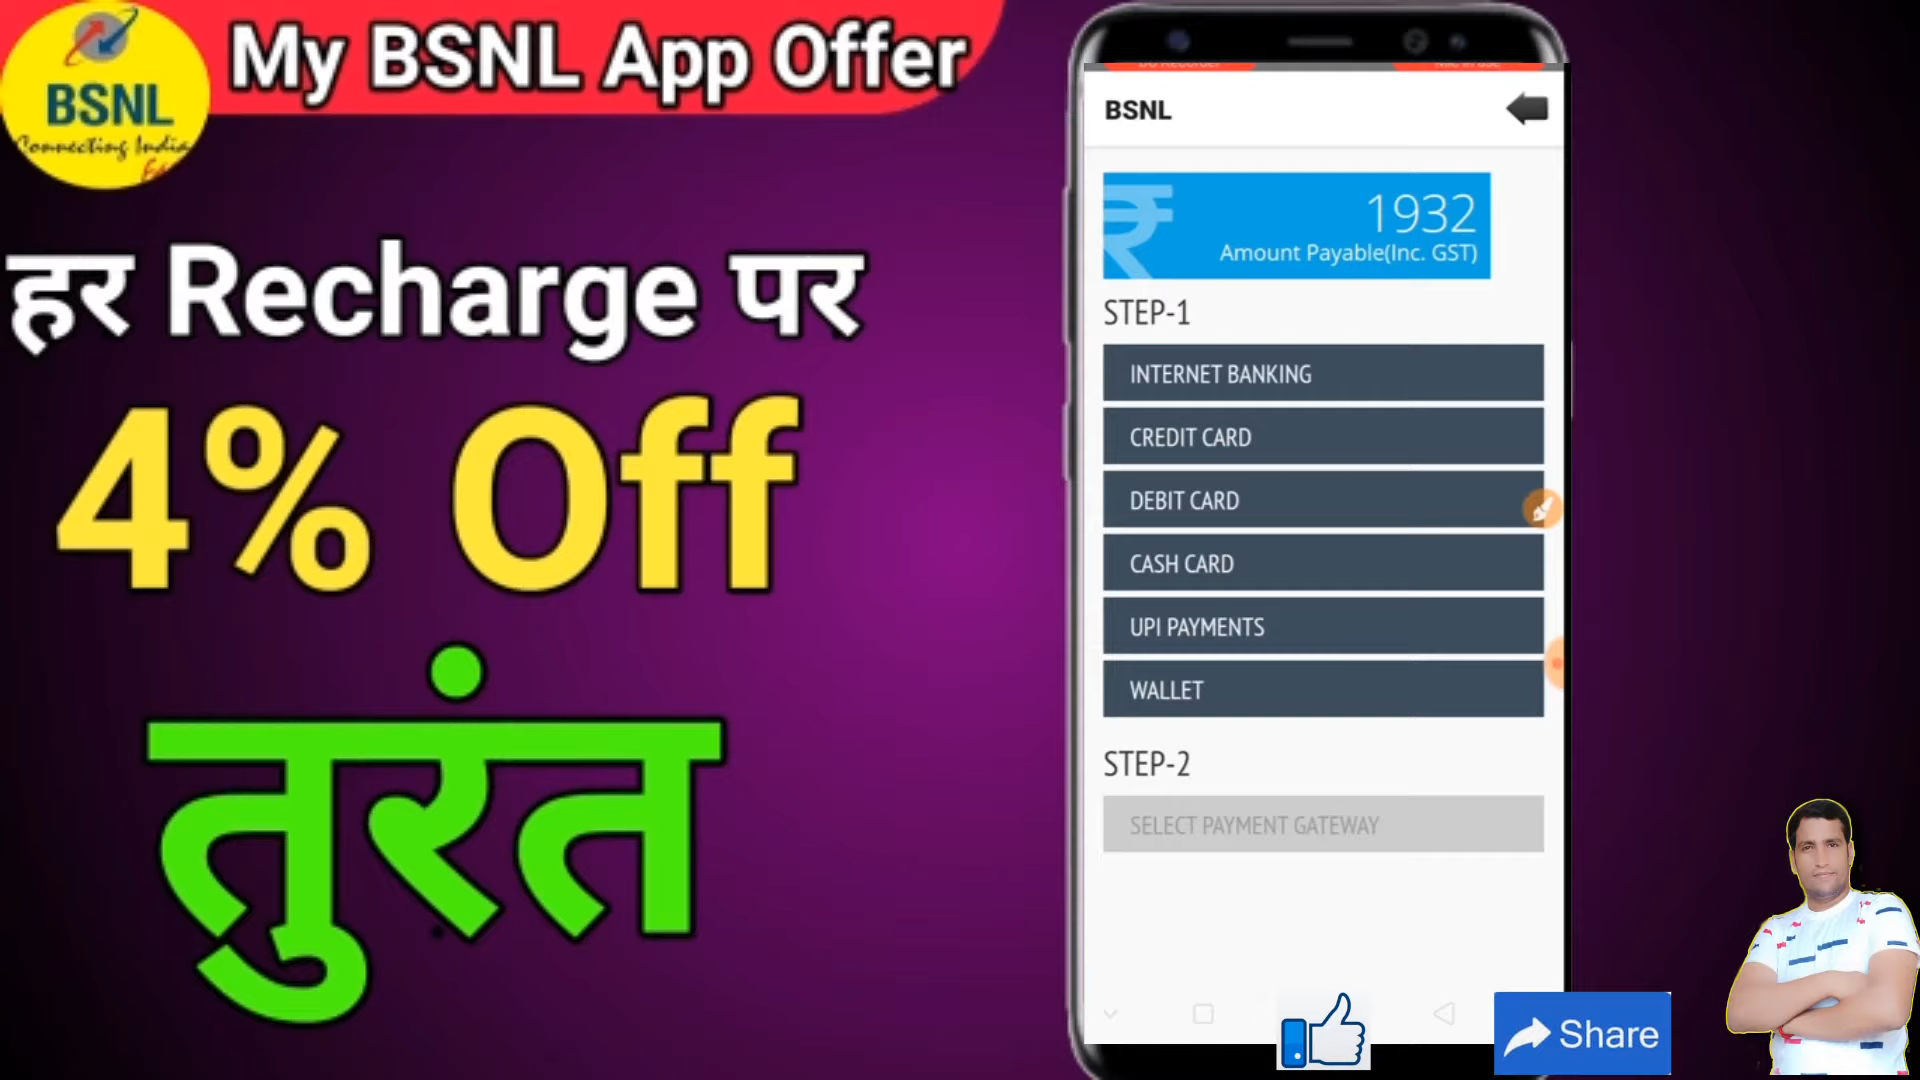 My BSNL App Offer
BSNL
Connecting India
हर Recharge पर
4% Off
तुरंत
BSNL
1932
Amount Payable(Inc. GST)
STEP-1
INTERNET BANKING
CREDIT CARD
DEBIT CARD
CASH CARD
UPI PAYMENTS
WALLET
STEP-2
SELECT PAYMENT GATEWAY
Share